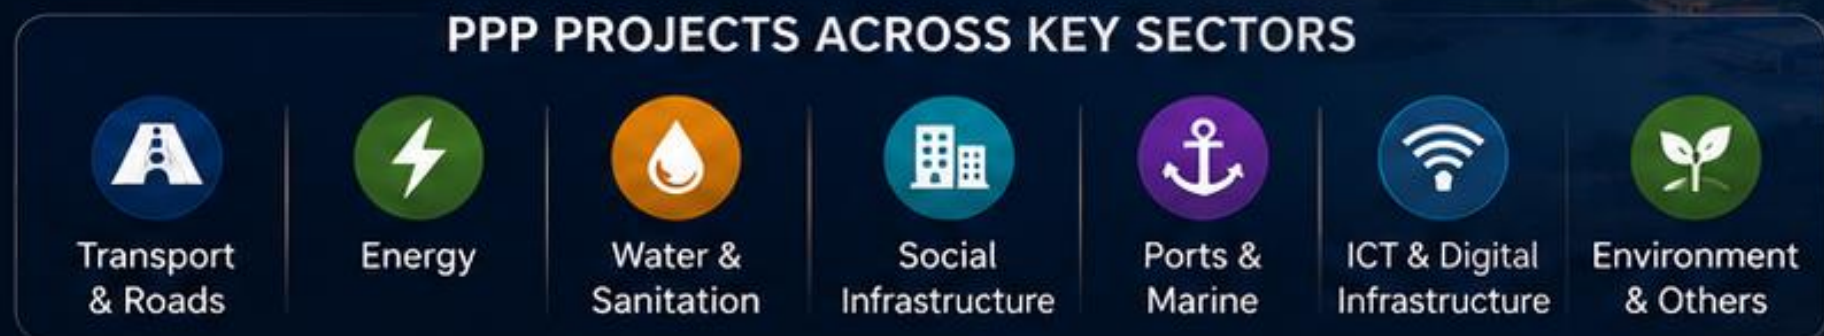 PPP PROJECTS ACROSS KEY SECTORS
Transport
& Roads
Energy
Water &
Sanitation
Social
Infrastructure
Ports &
Marine
ICT & Digital
Infrastructure
Environment
& Others